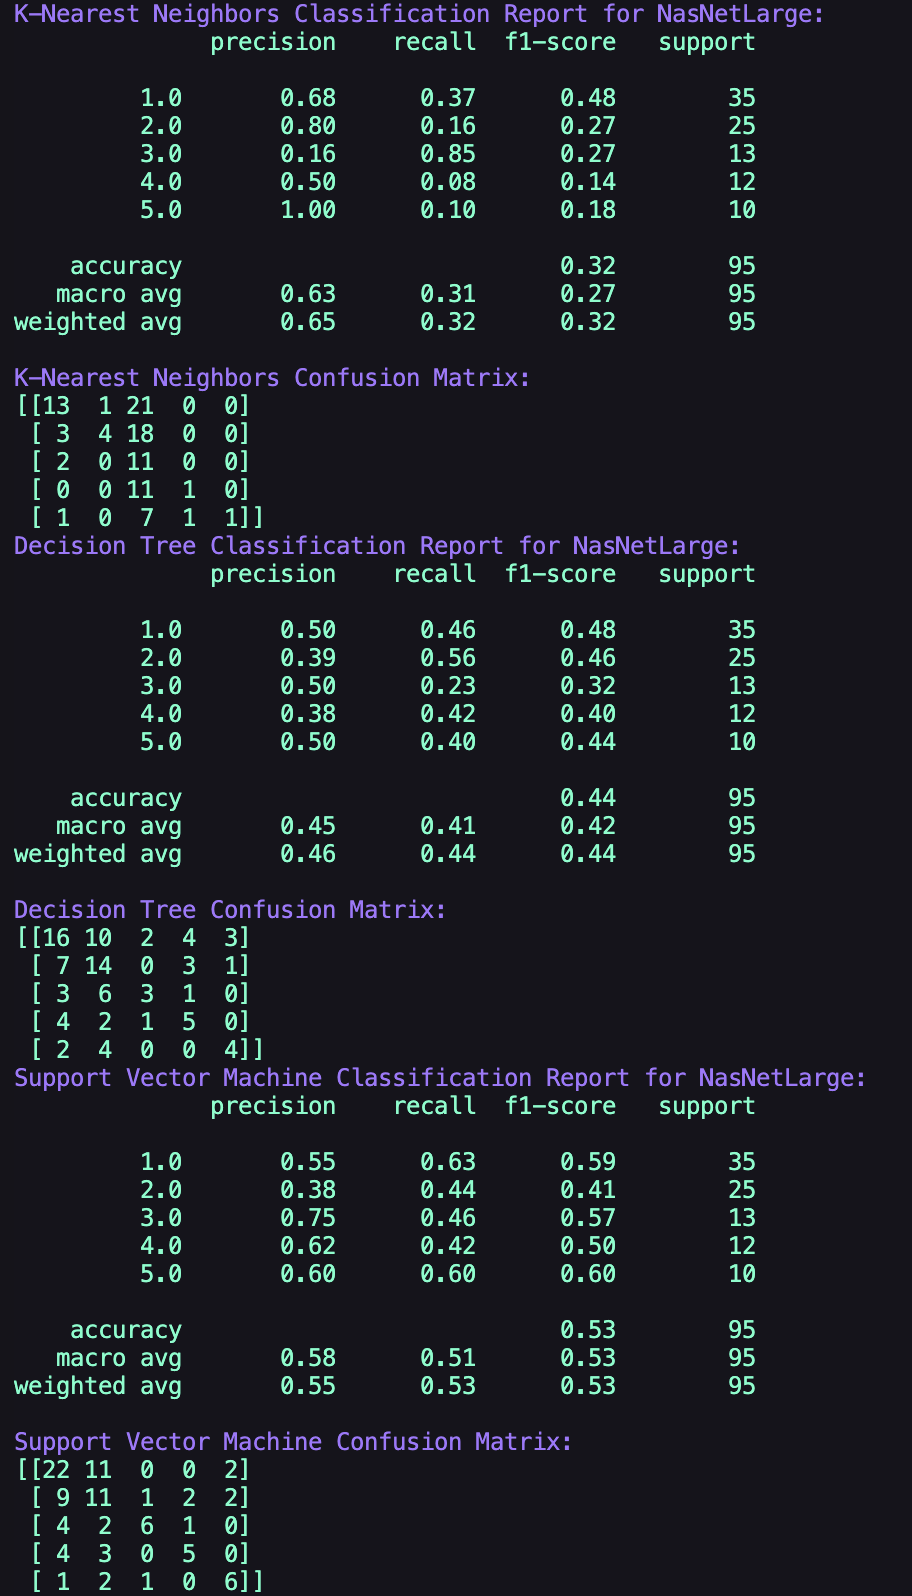 K-Nearest Neighbors Classification Report for NasNetLarge:
              precision    recall  f1-score   support

         1.0       0.68      0.37      0.48        35
         2.0       0.80      0.16      0.27        25
         3.0       0.16      0.85      0.27        13
         4.0       0.50      0.08      0.14        12
         5.0       1.00      0.10      0.18        10

    accuracy                           0.32        95
   macro avg       0.63      0.31      0.27        95
weighted avg       0.65      0.32      0.32        95

K-Nearest Neighbors Confusion Matrix:
[[13  1 21  0  0]
 [ 3  4 18  0  0]
 [ 2  0 11  0  0]
 [ 0  0 11  1  0]
 [ 1  0  7  1  1]]
Decision Tree Classification Report for NasNetLarge:
              precision    recall  f1-score   support

         1.0       0.50      0.46      0.48        35
         2.0       0.39      0.56      0.46        25
         3.0       0.50      0.23      0.32        13
         4.0       0.38      0.42      0.40        12
         5.0       0.50      0.40      0.44        10

    accuracy                           0.44        95
   macro avg       0.45      0.41      0.42        95
weighted avg       0.46      0.44      0.44        95

Decision Tree Confusion Matrix:
[[16 10  2  4  3]
 [ 7 14  0  3  1]
 [ 3  6  3  1  0]
 [ 4  2  1  5  0]
 [ 2  4  0  0  4]]
Support Vector Machine Classification Report for NasNetLarge:
              precision    recall  f1-score   support

         1.0       0.55      0.63      0.59        35
         2.0       0.38      0.44      0.41        25
         3.0       0.75      0.46      0.57        13
         4.0       0.62      0.42      0.50        12
         5.0       0.60      0.60      0.60        10

    accuracy                           0.53        95
   macro avg       0.58      0.51      0.53        95
weighted avg       0.55      0.53      0.53        95

Support Vector Machine Confusion Matrix:
[[22 11  0  0  2]
 [ 9 11  1  2  2]
 [ 4  2  6  1  0]
 [ 4  3  0  5  0]
 [ 1  2  1  0  6]]